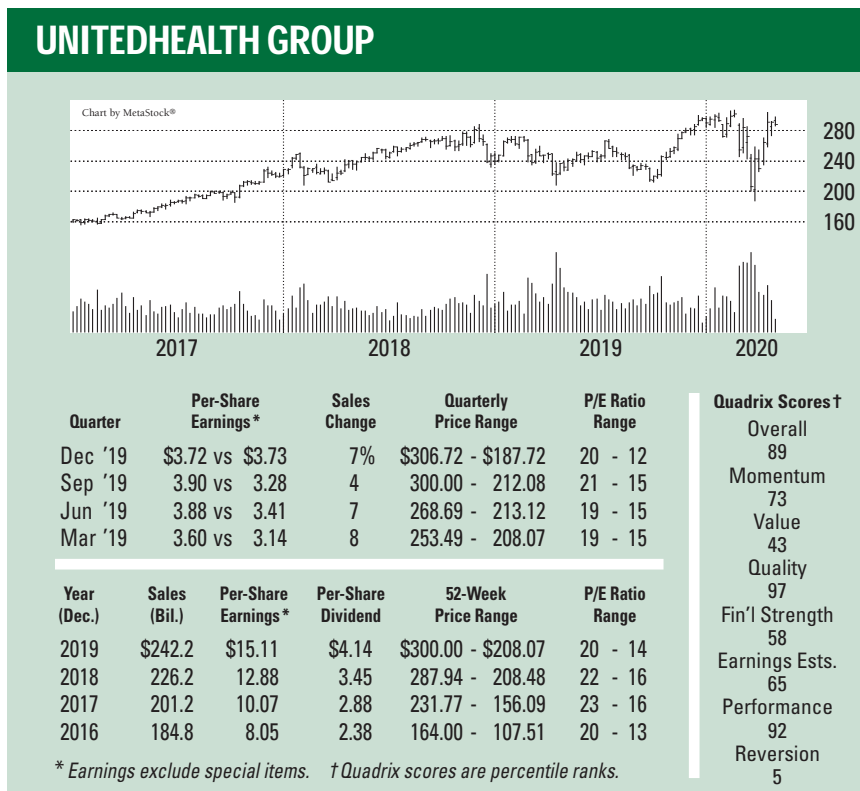 UNITEDHEALTH GROUP
Chart by MetaStock®
280
240
200
160
2017 2018 2019 2020
Quarter Per-Share Earnings* Sales Change Quarterly Price Range P/E Ratio Range
Dec '19 $3.72 vs $3.73 7% $306.72 - $187.72 20 - 12
Sep '19 3.90 vs 3.28 4 300.00 - 212.08 21 - 15
Jun '19 3.88 vs 3.41 7 268.69 - 213.12 19 - 15
Mar '19 3.60 vs 3.14 8 253.49 - 208.07 19 - 15
Year (Dec.) Sales (Bil.) Per-Share Earnings* Per-Share Dividend 52-Week Price Range P/E Ratio Range
2019 $242.2 $15.11 $4.14 $300.00 - $208.07 20 - 14
2018 226.2 12.88 3.45 287.94 - 208.48 22 - 16
2017 201.2 10.07 2.88 231.77 - 156.09 23 - 16
2016 184.8 8.05 2.38 164.00 - 107.51 20 - 13
* Earnings exclude special items. † Quadrix scores are percentile ranks.
Quadrix Scores†
Overall
89
Momentum
73
Value
43
Quality
97
Fin'l Strength
58
Earnings Ests.
65
Performance
92
Reversion
5